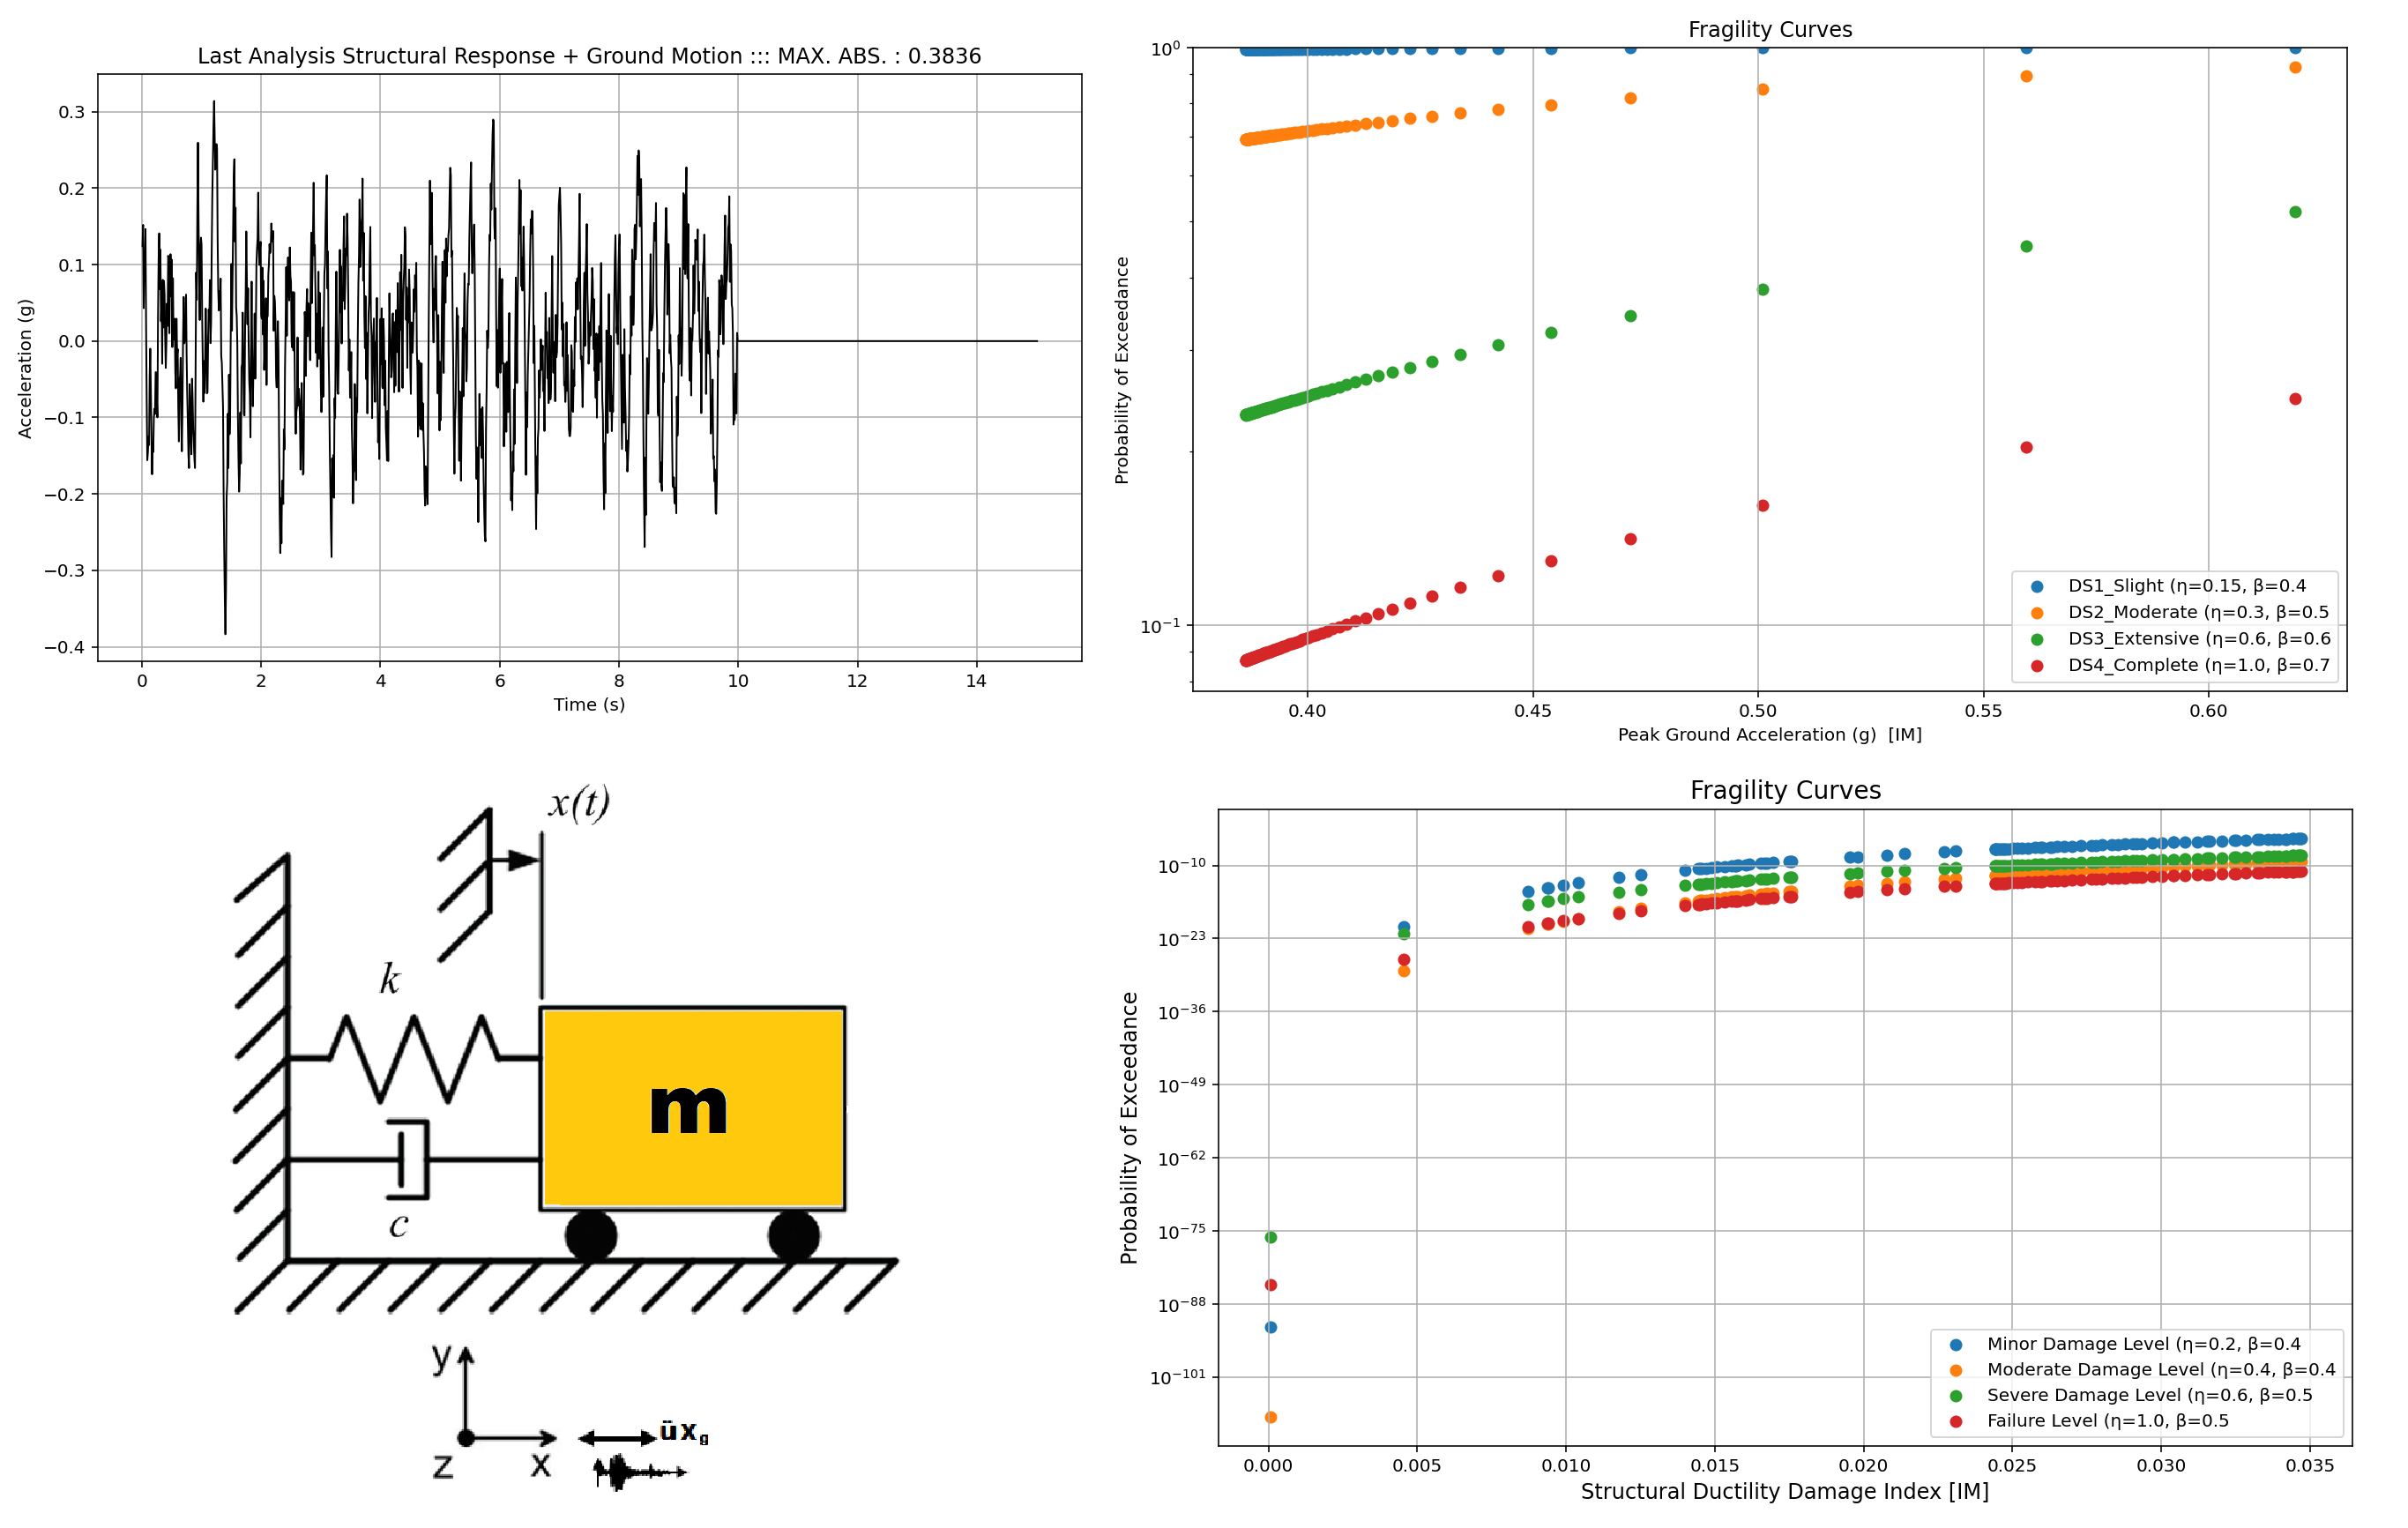 Last Analysis Structural Response + Ground Motion ::: MAX. ABS. : 0.3836
0.3
0.2
0.1
0.0
−0.1
−0.2
−0.3
−0.4
Acceleration (g)
0 2 4 6 8 10 12 14
Time (s)
Fragility Curves
10⁰
10⁻¹
Probability of Exceedance
DS1_Slight (η=0.15, β=0.4
DS2_Moderate (η=0.3, β=0.5
DS3_Extensive (η=0.6, β=0.6
DS4_Complete (η=1.0, β=0.7
0.40 0.45 0.50 0.55 0.60
Peak Ground Acceleration (g) [IM]
x(t)
k
m
c
y
z x
üxg
Fragility Curves
10⁻¹⁰
10⁻²³
10⁻³⁶
10⁻⁴⁹
10⁻⁶²
10⁻⁷⁵
10⁻⁸⁸
10⁻¹⁰¹
Probability of Exceedance
Minor Damage Level (η=0.2, β=0.4
Moderate Damage Level (η=0.4, β=0.4
Severe Damage Level (η=0.6, β=0.5
Failure Level (η=1.0, β=0.5
0.000 0.005 0.010 0.015 0.020 0.025 0.030 0.035
Structural Ductility Damage Index [IM]